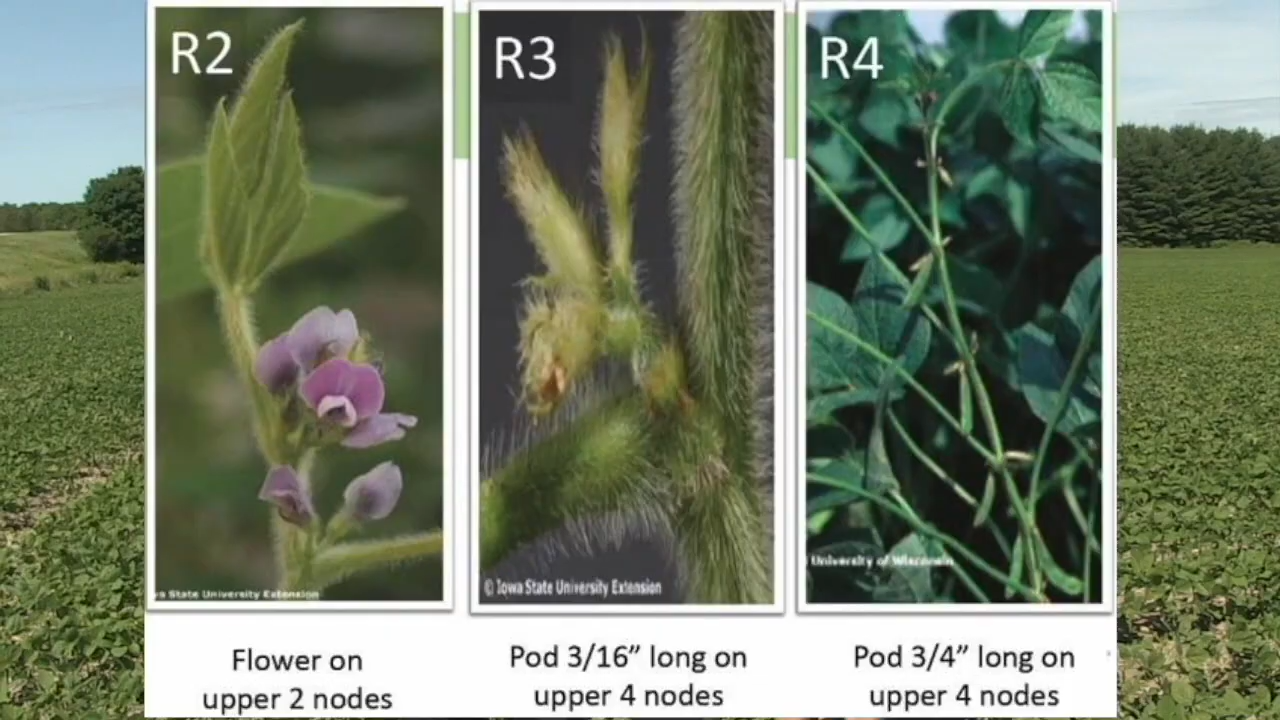 R2
R3
R4
State University Extension
© Iowa State University Extension
University of Wisconsin
Flower on
upper 2 nodes
Pod 3/16” long on
upper 4 nodes
Pod 3/4” long on
upper 4 nodes